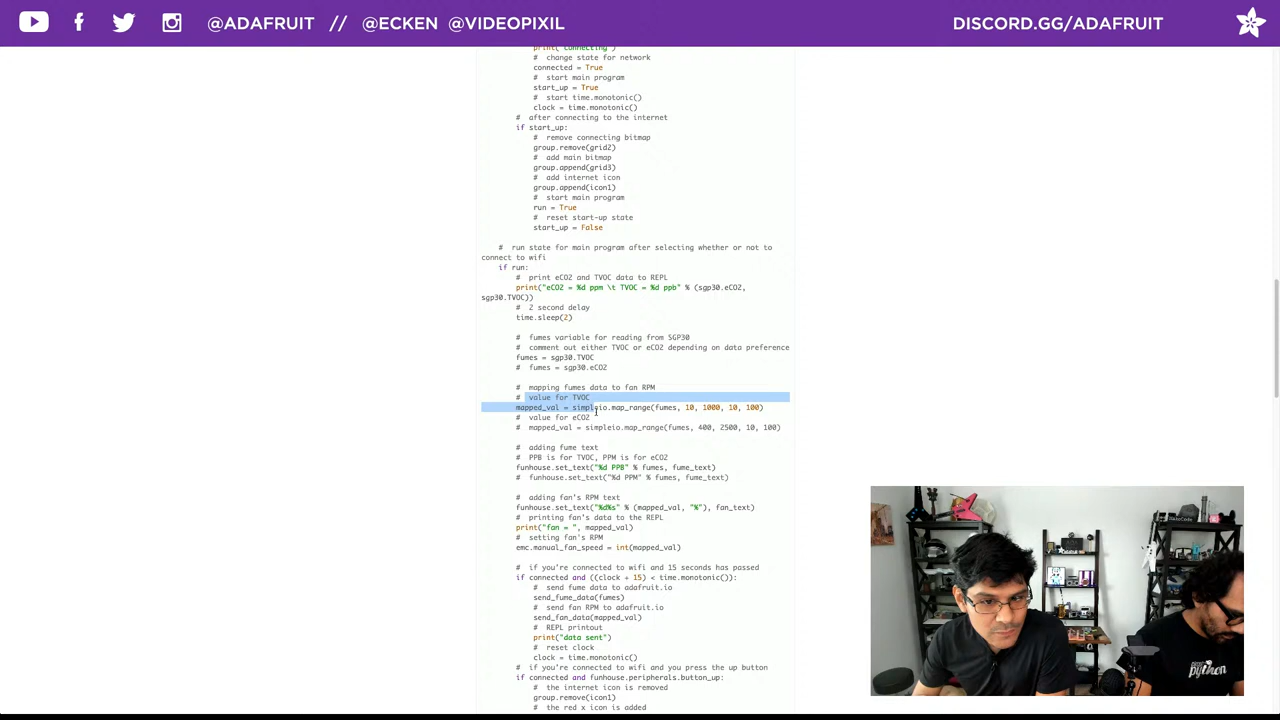 @ADAFRUIT // @ECKEN @VIDEOPIXIL
DISCORD.GG/ADAFRUIT
print("connecting")
# change state for network
connected = True
# start main program
start_up = True
# start time.monotonic()
clock = time.monotonic()
# after connecting to the internet
if start_up:
# remove connecting bitmap
group.remove(grid2)
# add main bitmap
group.append(grid3)
# add internet icon
group.append(icon1)
# start main program
run = True
# reset start-up state
start_up = False
# run state for main program after selecting whether or not to
connect to wifi
if run:
# print eCO2 and TVOC data to REPL
print("eCO2 = %d ppm \t TVOC = %d ppb" % (sgp30.eCO2,
sgp30.TVOC))
# 2 second delay
time.sleep(2)
# fumes variable for reading from SGP30
# comment out either TVOC or eCO2 depending on data preference
fumes = sgp30.TVOC
# fumes = sgp30.eCO2
# mapping fumes data to fan RPM
# value for TVOC
mapped_val = simpleio.map_range(fumes, 10, 1000, 10, 100)
# value for eCO2
# mapped_val = simpleio.map_range(fumes, 400, 2500, 10, 100)
# adding fume text
# PPB is for TVOC, PPM is for eCO2
funhouse.set_text("%d PPB" % fumes, fume_text)
# funhouse.set_text("%d PPM" % fumes, fume_text)
# adding fan's RPM text
funhouse.set_text("%d%s" % (mapped_val, "%"), fan_text)
# printing fan's data to the REPL
print("fan = ", mapped_val)
# setting fan's RPM
emc.manual_fan_speed = int(mapped_val)
# if you're connected to wifi and 15 seconds has passed
if connected and ((clock + 15) < time.monotonic()):
# send fume data to adafruit.io
send_fume_data(fumes)
# send fan RPM to adafruit.io
send_fan_data(mapped_val)
# REPL printout
print("data sent")
# reset clock
clock = time.monotonic()
# if you're connected to wifi and you press the up button
if connected and funhouse.peripherals.button_up:
# the internet icon is removed
group.remove(icon1)
# the red x icon is added
python